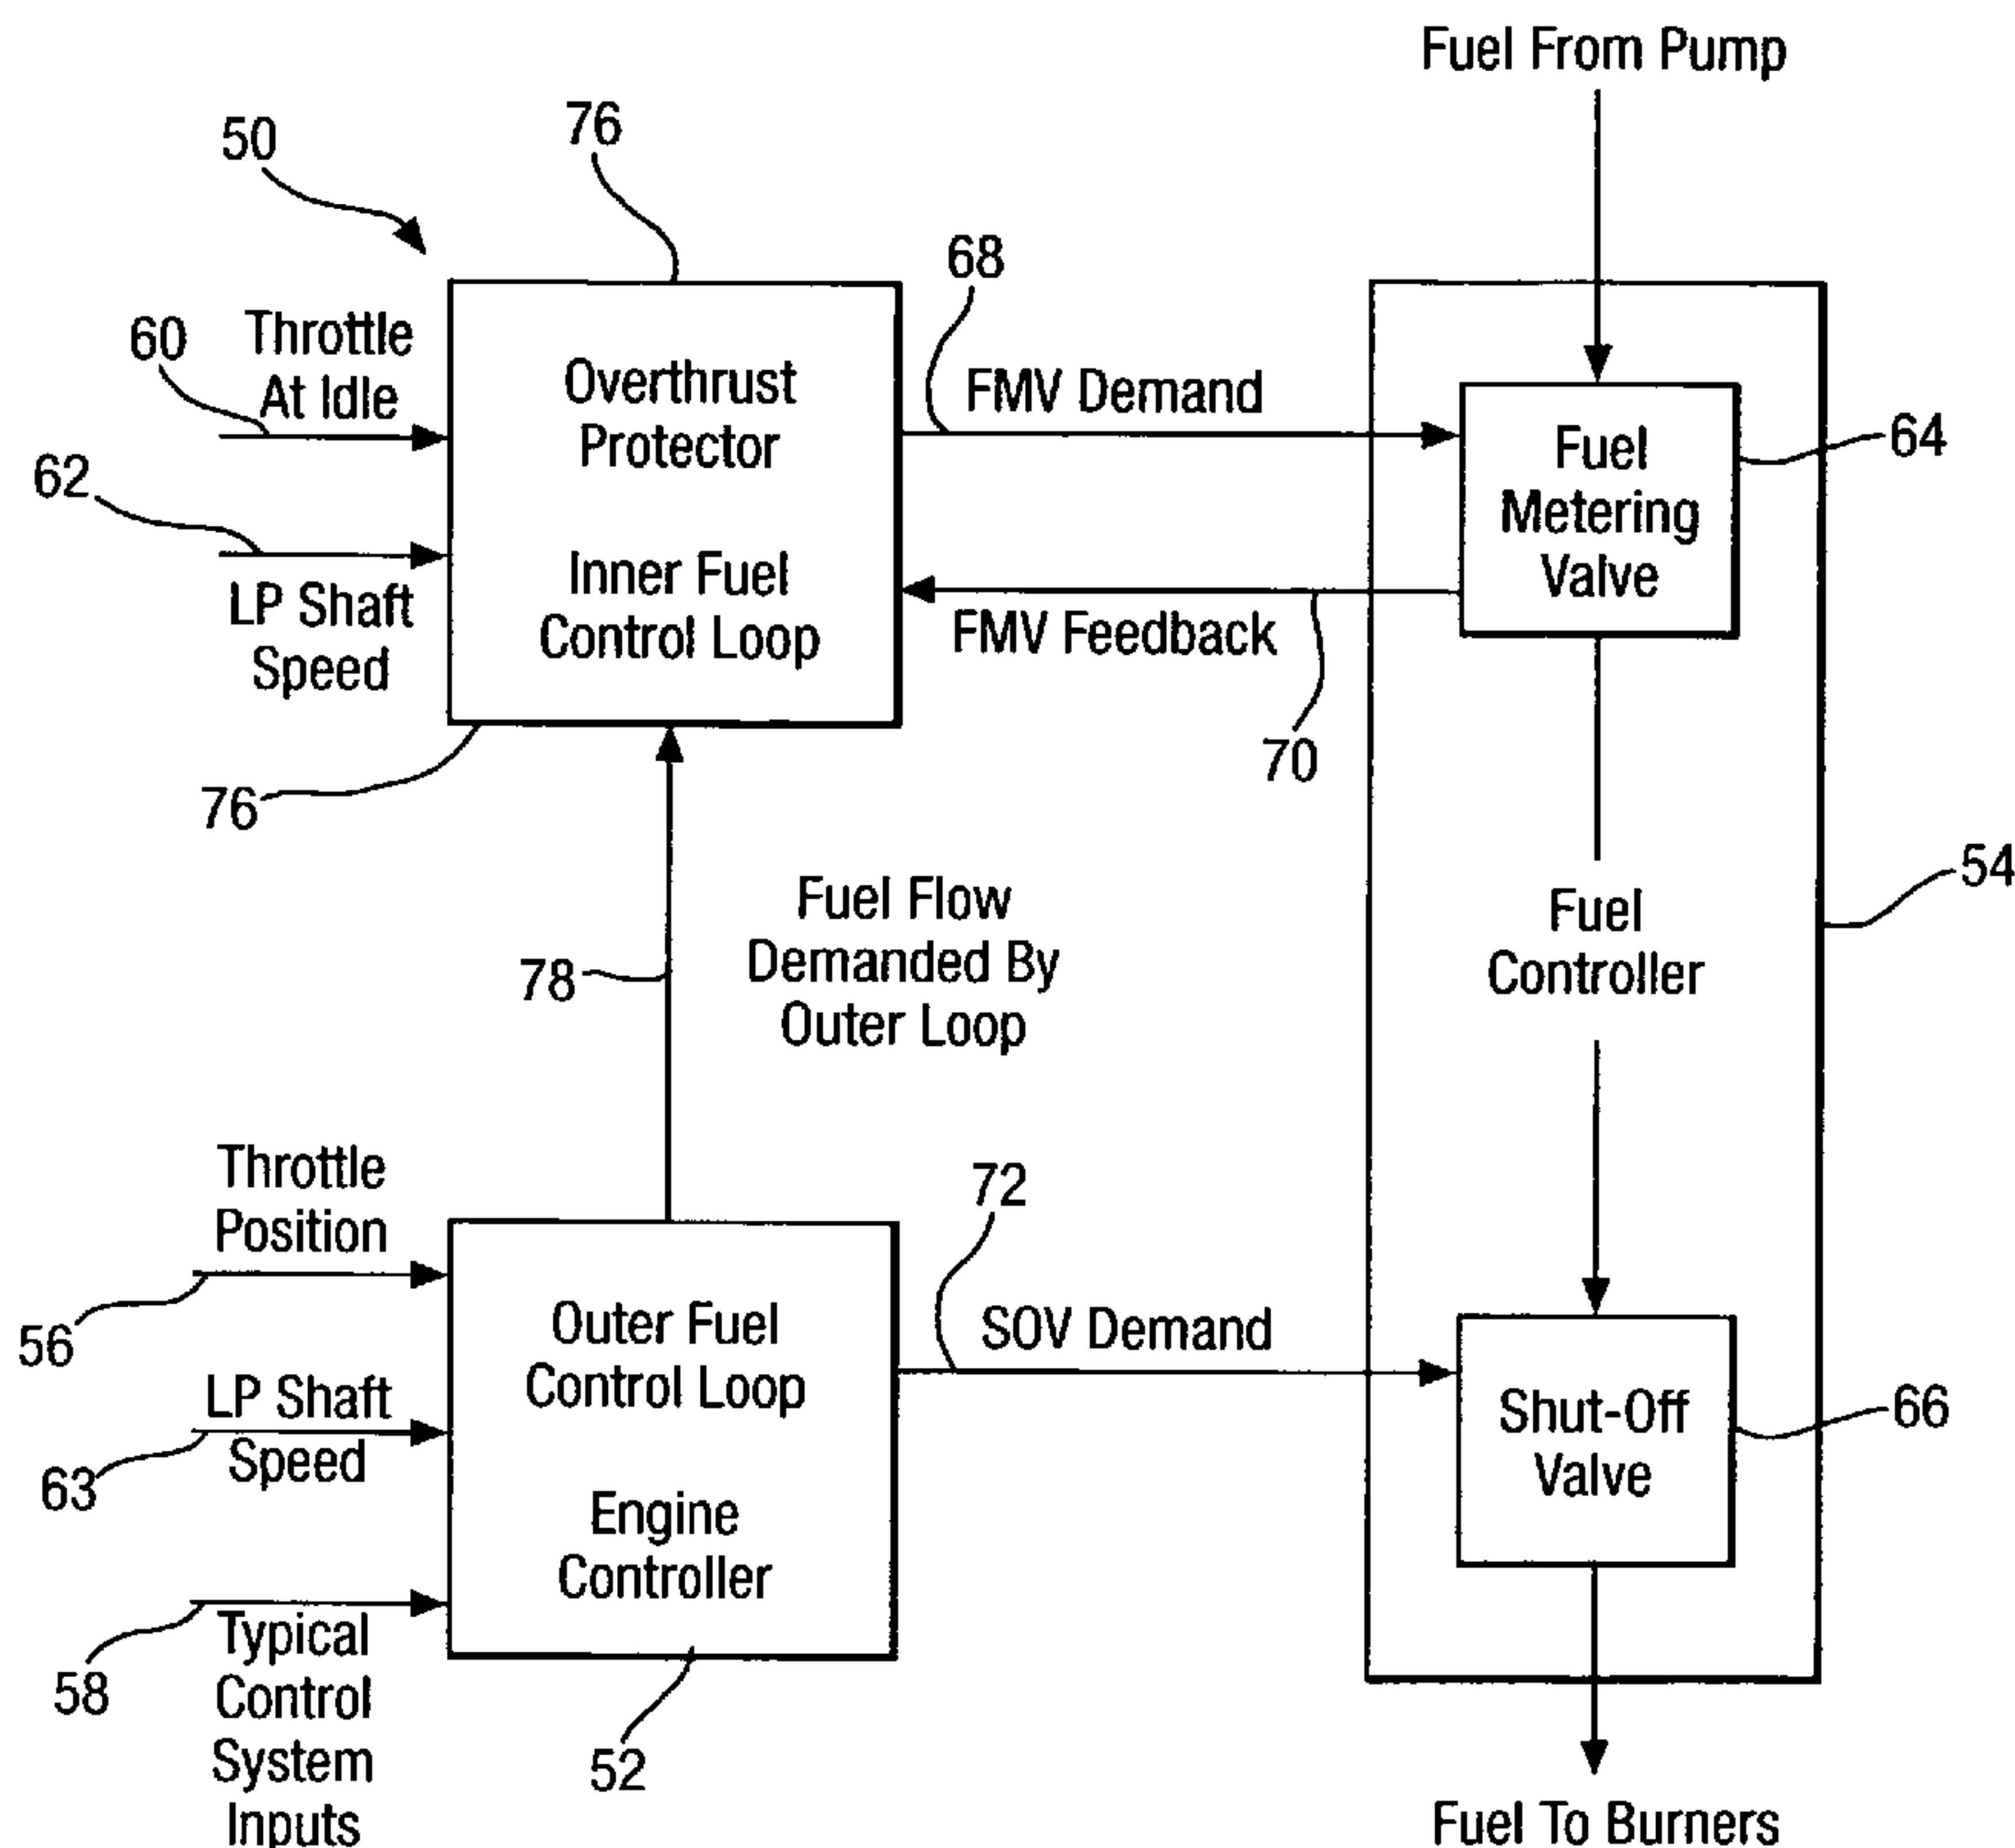 Fuel From Pump
76
50
68
60
Throttle
At Idle
Overthrust
Protector
FMV Demand
Fuel
Metering
Valve
64
62
LP Shaft
Speed
Inner Fuel
Control Loop
FMV Feedback
70
76
54
Fuel
Controller
Fuel Flow
Demanded By
Outer Loop
78
Throttle
Position
72
56
Outer Fuel
Control Loop
SOV Demand
LP Shaft
Speed
63
Shut-Off
Valve
66
Engine
Controller
58
Typical
Control
System
Inputs
52
Fuel To Burners